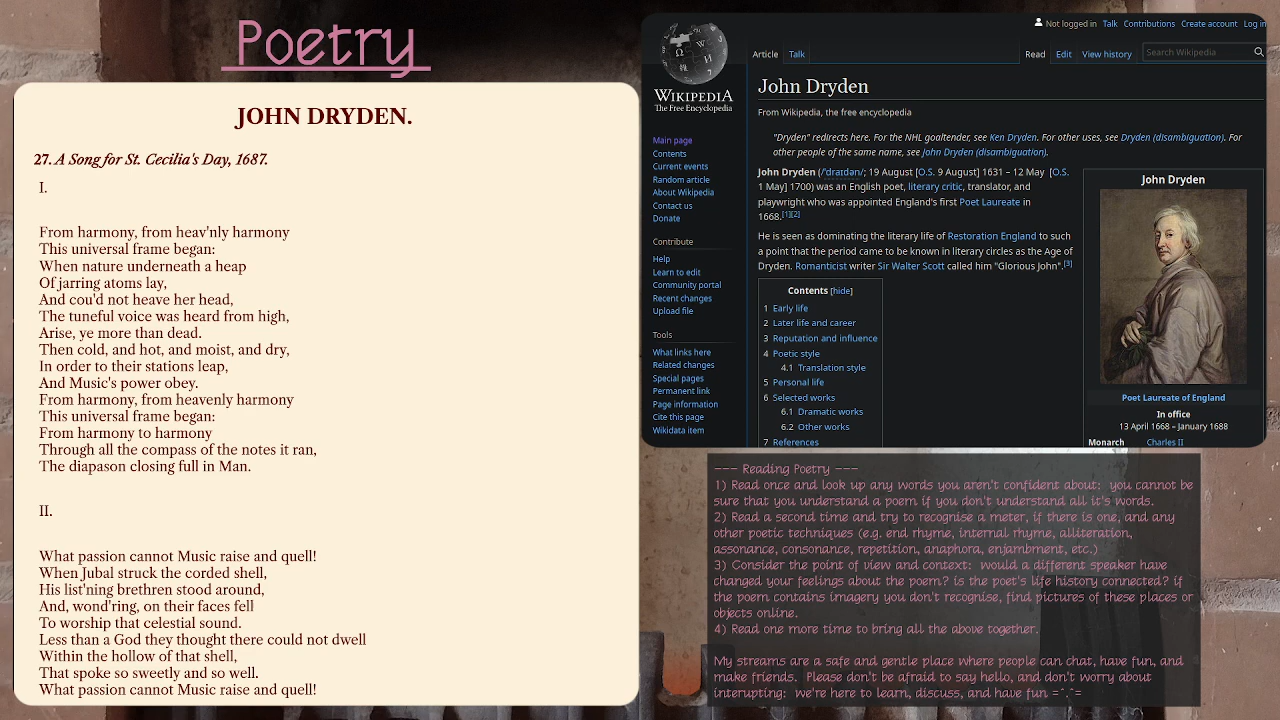 Poetry
JOHN DRYDEN.
27. A Song for St. Cecilia's Day, 1687.
I.
From harmony, from heav'nly harmony
This universal frame began:
When nature underneath a heap
Of jarring atoms lay,
And cou'd not heave her head,
The tuneful voice was heard from high,
Arise, ye more than dead.
Then cold, and hot, and moist, and dry,
In order to their stations leap,
And Music's power obey.
From harmony, from heavenly harmony
This universal frame began:
From harmony to harmony
Through all the compass of the notes it ran,
The diapason closing full in Man.
II.
What passion cannot Music raise and quell!
When Jubal struck the corded shell,
His list'ning brethren stood around,
And, wond'ring, on their faces fell
To worship that celestial sound.
Less than a God they thought there could not dwell
Within the hollow of that shell,
That spoke so sweetly and so well.
What passion cannot Music raise and quell!
Not logged in Talk Contributions Create account Log in
Article Talk Read Edit View history Search Wikipedia
WIKIPEDIA
The Free Encyclopedia
Main page
Contents
Current events
Random article
About Wikipedia
Contact us
Donate
Contribute
Help
Learn to edit
Community portal
Recent changes
Upload file
Tools
What links here
Related changes
Special pages
Permanent link
Page information
Cite this page
Wikidata item
John Dryden
From Wikipedia, the free encyclopedia
"Dryden" redirects here. For the NHL goaltender, see Ken Dryden. For other uses, see Dryden (disambiguation). For
other people of the same name, see John Dryden (disambiguation).
John Dryden (/ˈdraɪdən/; 19 August [O.S. 9 August] 1631 – 12 May [O.S.
1 May] 1700) was an English poet, literary critic, translator, and
playwright who was appointed England's first Poet Laureate in
1668.[1][2]
He is seen as dominating the literary life of Restoration England to such
a point that the period came to be known in literary circles as the Age of
Dryden. Romanticist writer Sir Walter Scott called him "Glorious John".[3]
Contents [hide]
1 Early life
2 Later life and career
3 Reputation and influence
4 Poetic style
4.1 Translation style
5 Personal life
6 Selected works
6.1 Dramatic works
6.2 Other works
7 References
John Dryden
Poet Laureate of England
In office
13 April 1668 – January 1688
Monarch Charles II
--- Reading Poetry ---
1) Read once and look up any words you aren't confident about: you cannot be
sure that you understand a poem if you don't understand all it's words.
2) Read a second time and try to recognise a meter, if there is one, and any
other poetic techniques (e.g. end rhyme, internal rhyme, alliteration,
assonance, consonance, repetition, anaphora, enjambment, etc.)
3) Consider the point of view and context: would a different speaker have
changed your feelings about the poem? is the poet's life history connected? if
the poem contains imagery you don't recognise, find pictures of these places or
objects online.
4) Read one more time to bring all the above together.
My streams are a safe and gentle place where people can chat, have fun, and
make friends. Please don't be afraid to say hello, and don't worry about
interupting: we're here to learn, discuss, and have fun =^.^=